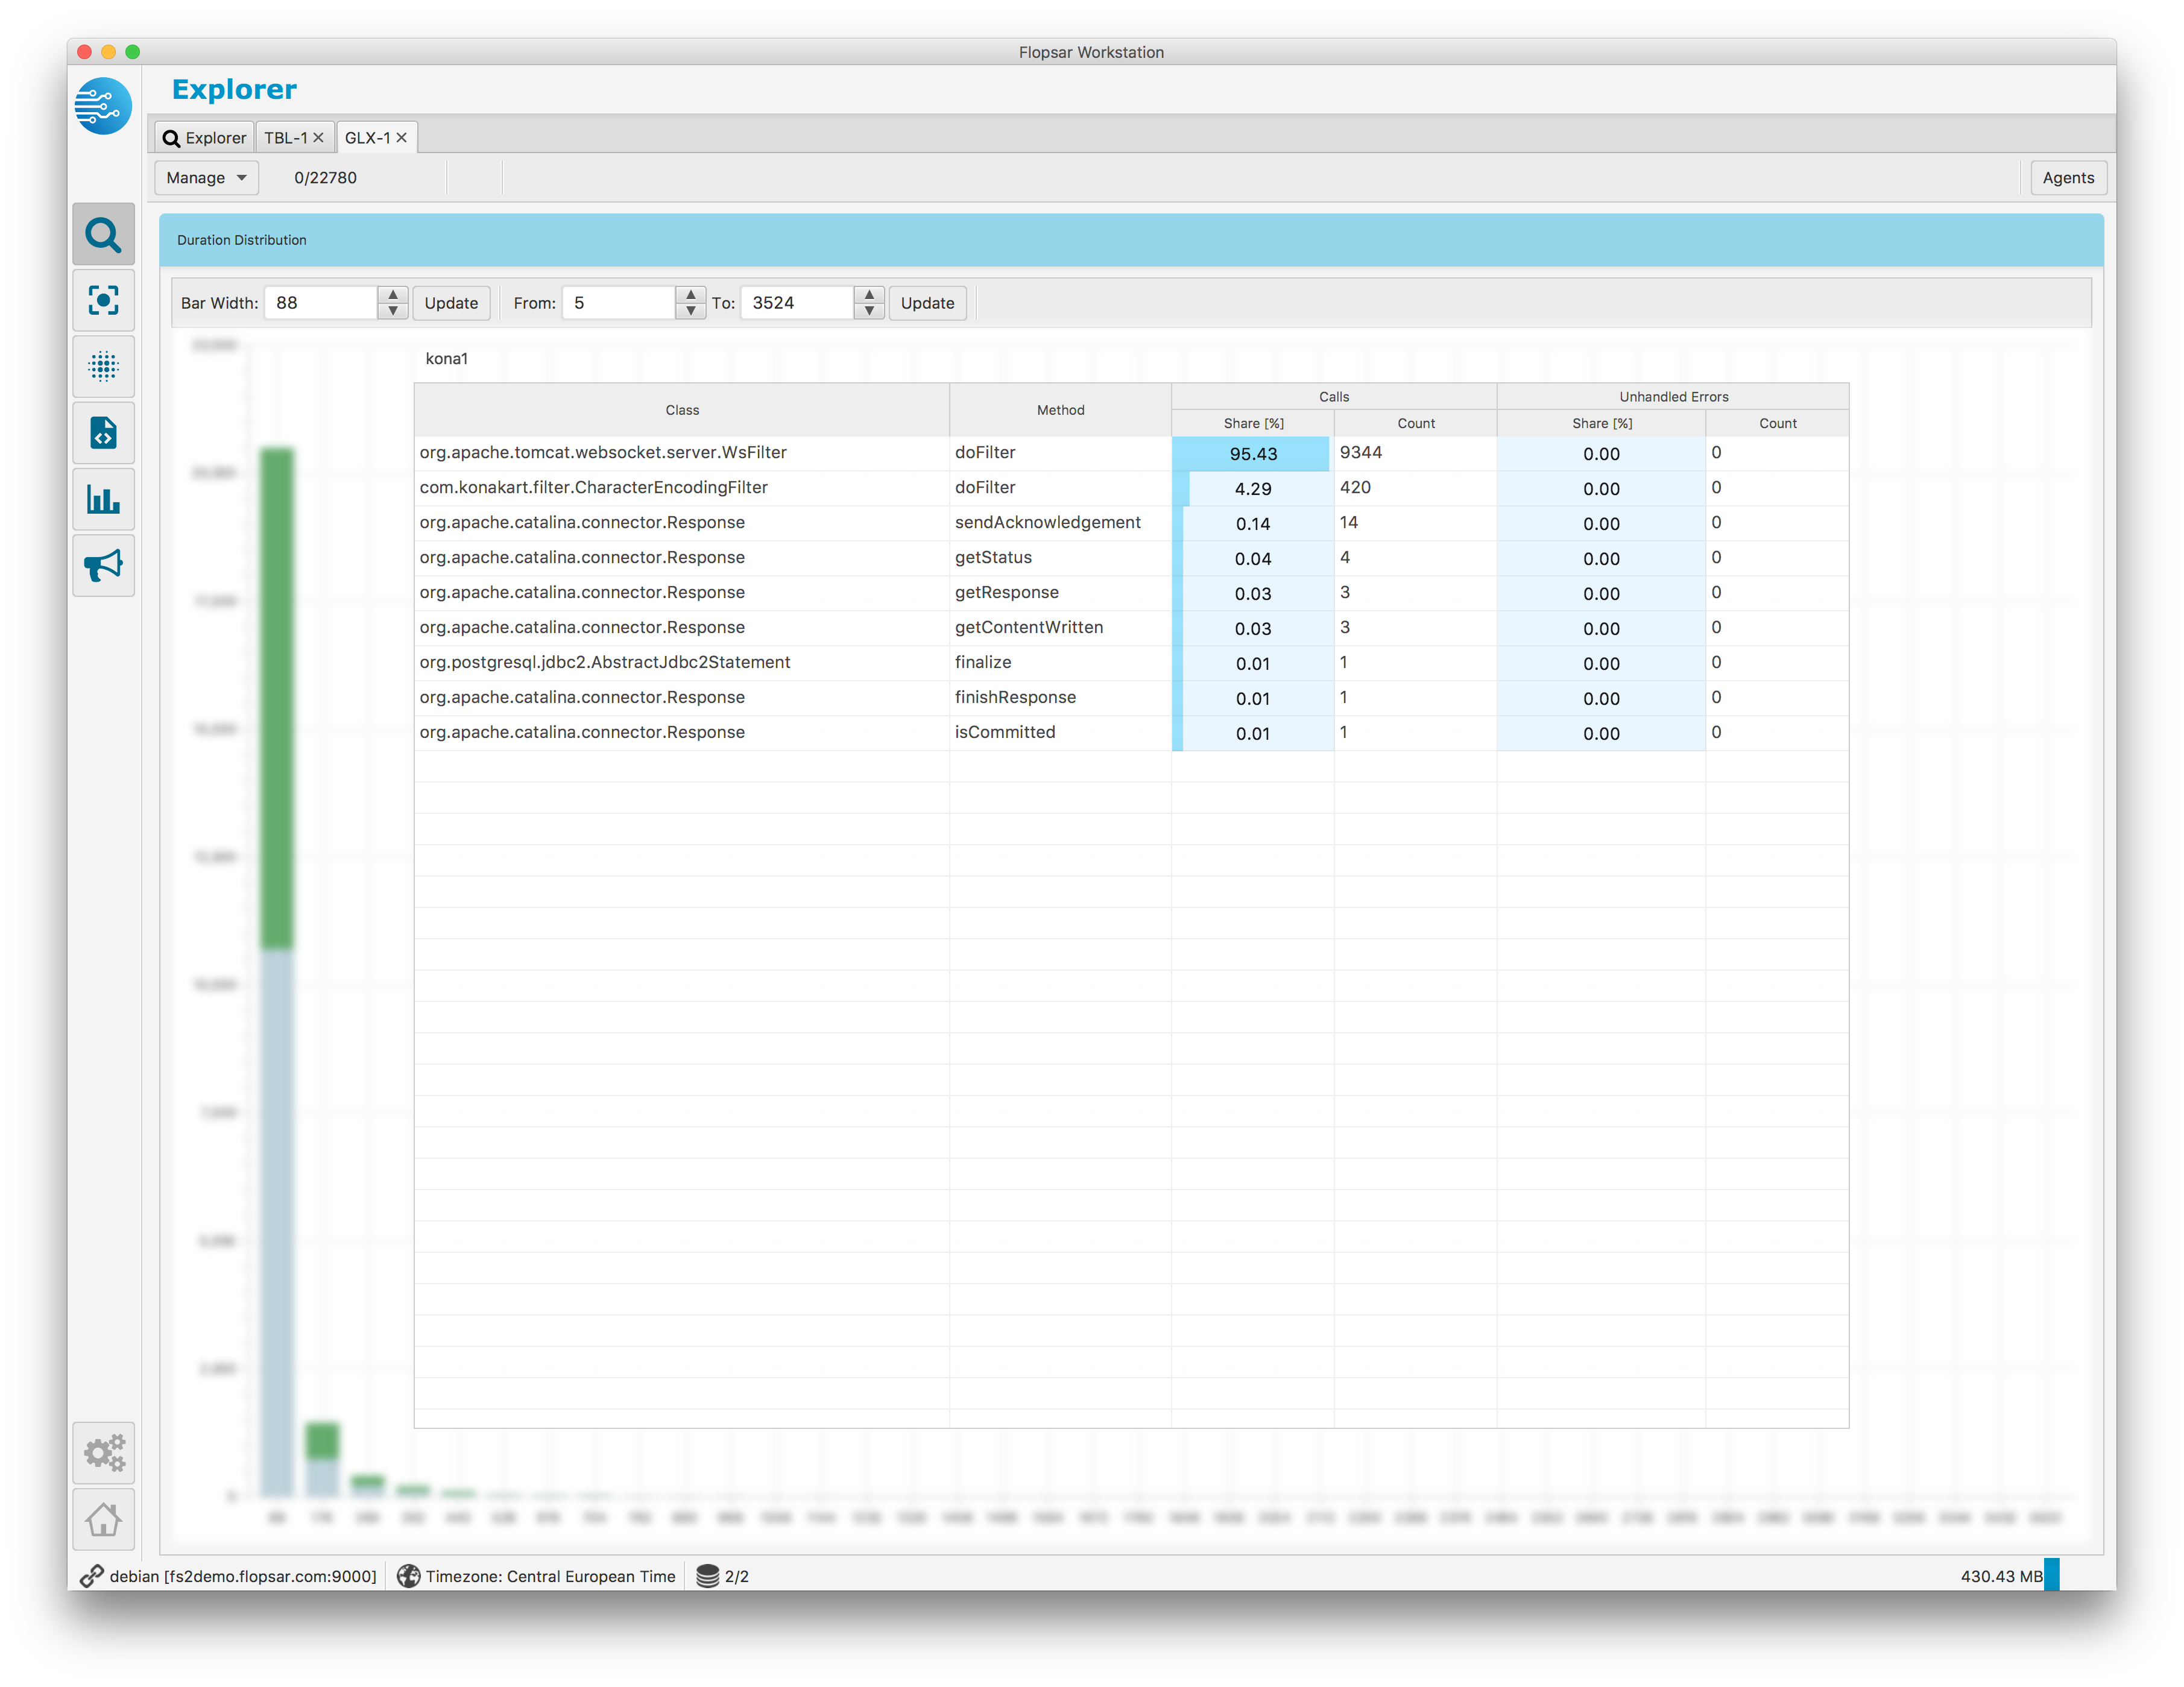 Flopsar Workstation
Explorer
Explorer TBL-1 GLX-1
Manage 0/22780 Agents
Duration Distribution
Bar Width: 88 Update From: 5 To: 3524 Update
kona1
Class Method Calls Unhandled Errors
Share [%] Count Share [%] Count
org.apache.tomcat.websocket.server.WsFilter doFilter 95.43 9344 0.00 0
com.konakart.filter.CharacterEncodingFilter doFilter 4.29 420 0.00 0
org.apache.catalina.connector.Response sendAcknowledgement 0.14 14 0.00 0
org.apache.catalina.connector.Response getStatus 0.04 4 0.00 0
org.apache.catalina.connector.Response getResponse 0.03 3 0.00 0
org.apache.catalina.connector.Response getContentWritten 0.03 3 0.00 0
org.postgresql.jdbc2.AbstractJdbc2Statement finalize 0.01 1 0.00 0
org.apache.catalina.connector.Response finishResponse 0.01 1 0.00 0
org.apache.catalina.connector.Response isCommitted 0.01 1 0.00 0
debian [fs2demo.flopsar.com:9000] Timezone: Central European Time 2/2 430.43 MB